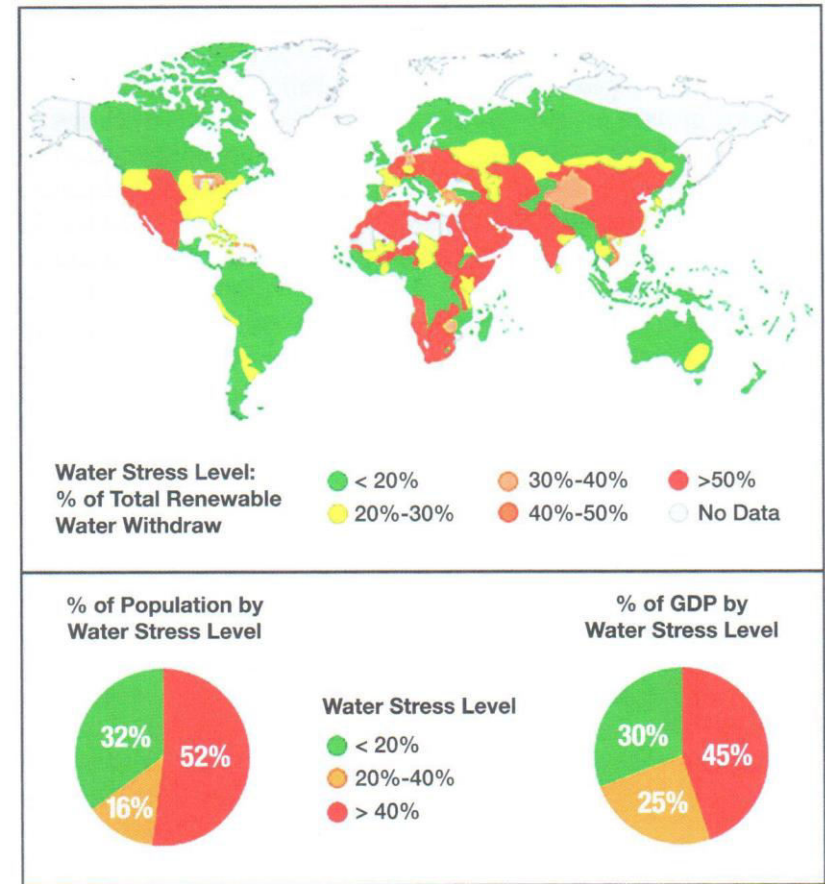 Water Stress Level:
% of Total Renewable
Water Withdraw
< 20%
20%-30%
30%-40%
40%-50%
>50%
No Data
% of Population by
Water Stress Level
32%
52%
16%
Water Stress Level
< 20%
20%-40%
> 40%
% of GDP by
Water Stress Level
30%
45%
25%